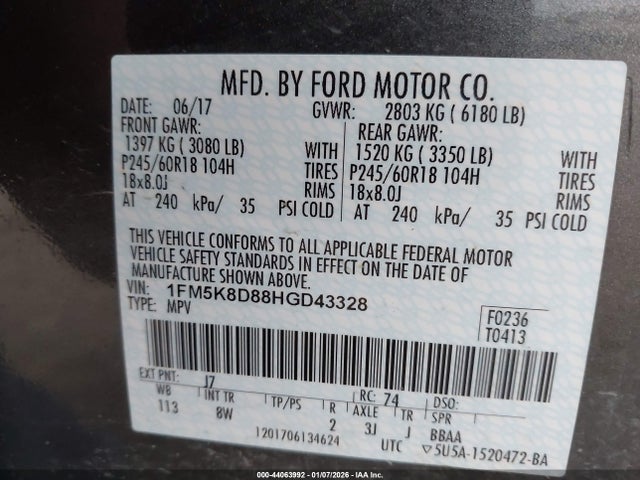 MFD. BY FORD MOTOR CO.
DATE: 06/17 GVWR: 2803 KG ( 6180 LB)
FRONT GAWR: REAR GAWR:
1397 KG ( 3080 LB) WITH 1520 KG ( 3350 LB) WITH
P245/60R18 104H TIRES P245/60R18 104H TIRES
18x8.0J RIMS 18x8.0J RIMS
AT 240 kPa/ 35 PSI COLD AT 240 kPa/ 35 PSI COLD
THIS VEHICLE CONFORMS TO ALL APPLICABLE FEDERAL MOTOR
VEHICLE SAFETY STANDARDS IN EFFECT ON THE DATE OF
MANUFACTURE SHOWN ABOVE.
VIN: 1FM5K8D88HGD43328
TYPE: MPV
F0236
T0413
EXT PNT: J7 RC: 74 DSO:
WB INT TR TP/PS R AXLE TR SPR
113 8W 2 3J J BBAA
1201706134624 UTC ▽5U5A-1520472-BA
000-44063992 - 01/07/2026 - IAA Inc.